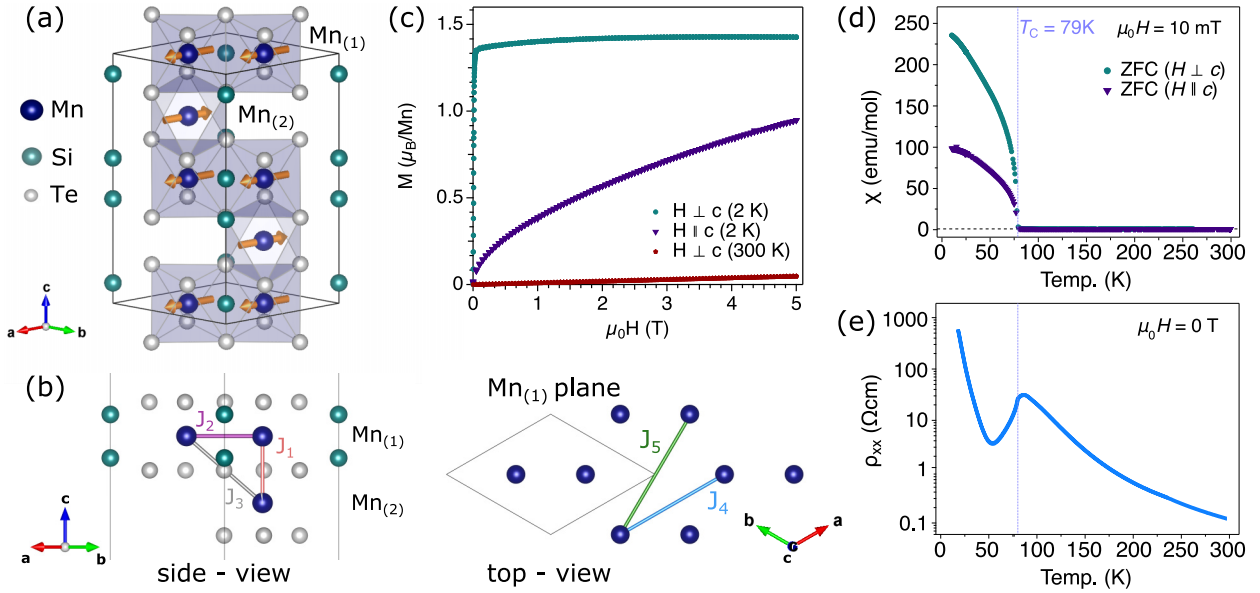 (a)
Mn(1)
Mn(2)
Mn
Si
Te
c
a
b
(b)
J2
J1
J3
Mn(1)
Mn(2)
c
a
b
side - view
Mn(1) plane
J5
J4
b
a
c
top - view
(c)
1.5
1
0.5
0
M (μB/Mn)
H ⊥ c (2 K)
H ∥ c (2 K)
H ⊥ c (300 K)
0 1 2 3 4 5
μ0H (T)
(d)
TC = 79K
μ0H = 10 mT
ZFC (H ⊥ c)
ZFC (H ∥ c)
250
200
150
100
50
0
χ (emu/mol)
0 50 100 150 200 250 300
Temp. (K)
(e)
μ0H = 0 T
1000
100
10
1
0.1
ρxx (Ωcm)
0 50 100 150 200 250 300
Temp. (K)